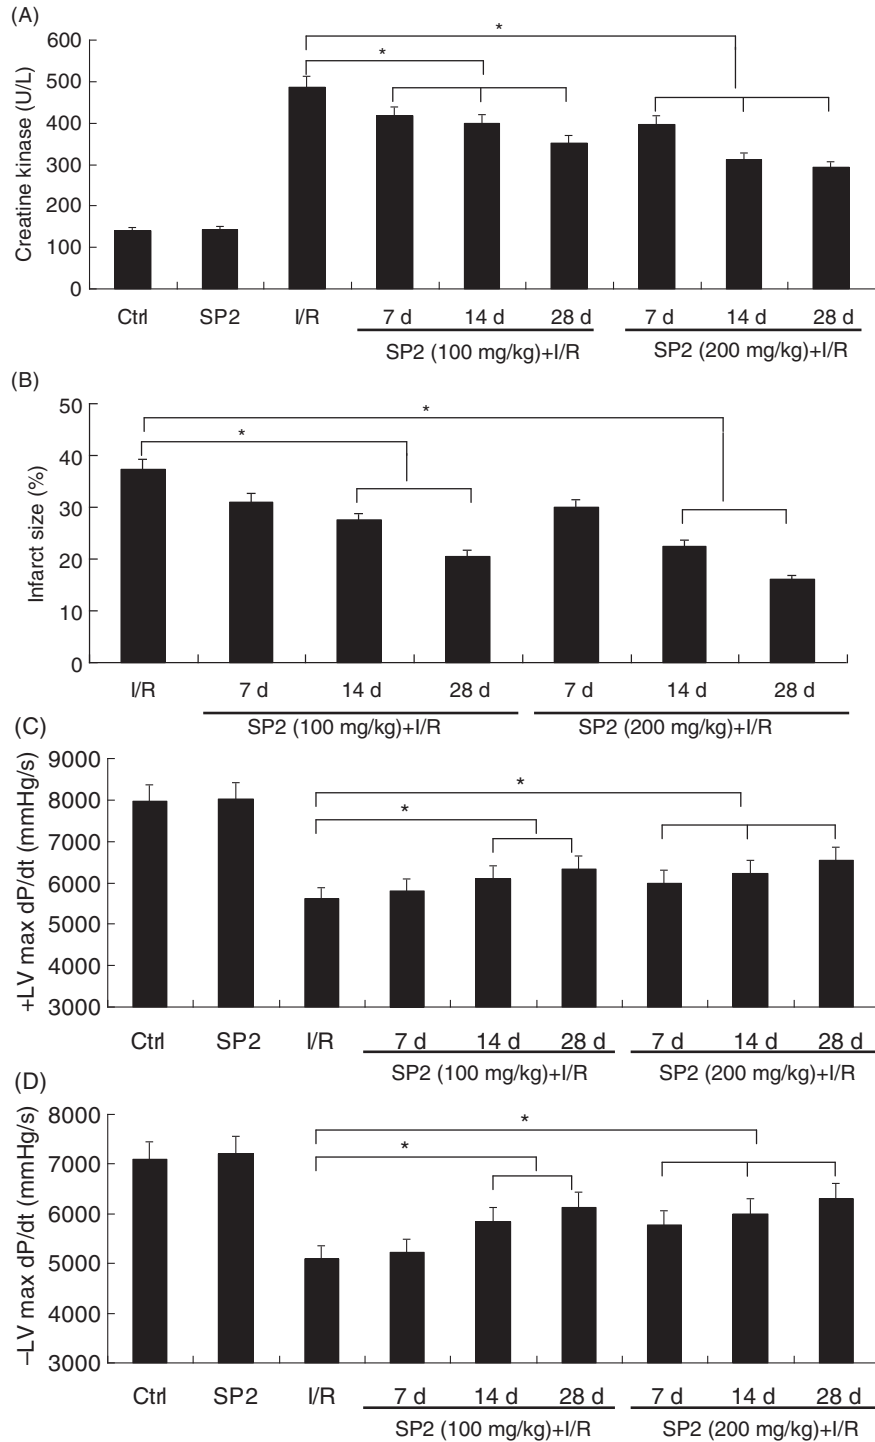 (A)
Creatine kinase (U/L)
600
500
400
300
200
100
0
*
*
Ctrl SP2 I/R 7 d 14 d 28 d 7 d 14 d 28 d
SP2 (100 mg/kg)+I/R SP2 (200 mg/kg)+I/R
(B)
Infarct size (%)
50
40
30
20
10
0
*
*
I/R 7 d 14 d 28 d 7 d 14 d 28 d
SP2 (100 mg/kg)+I/R SP2 (200 mg/kg)+I/R
(C)
+LV max dP/dt (mmHg/s)
9000
8000
7000
6000
5000
4000
3000
*
*
Ctrl SP2 I/R 7 d 14 d 28 d 7 d 14 d 28 d
SP2 (100 mg/kg)+I/R SP2 (200 mg/kg)+I/R
(D)
–LV max dP/dt (mmHg/s)
8000
7000
6000
5000
4000
3000
*
*
Ctrl SP2 I/R 7 d 14 d 28 d 7 d 14 d 28 d
SP2 (100 mg/kg)+I/R SP2 (200 mg/kg)+I/R